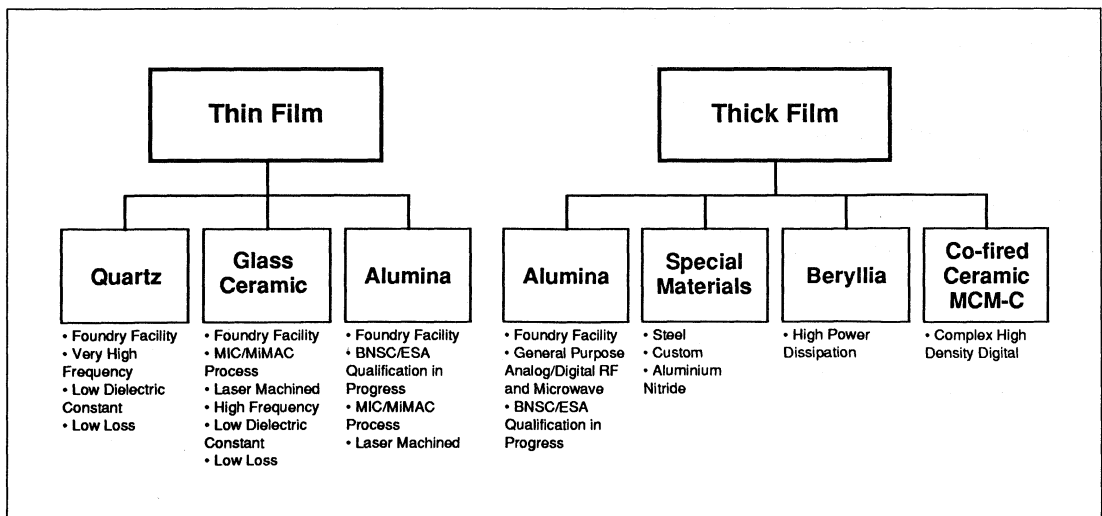 Thin Film
Thick Film
Quartz
Glass
Ceramic
Alumina
Alumina
Special
Materials
Beryllia
Co-fired
Ceramic
MCM-C
• Foundry Facility
• Very High
Frequency
• Low Dielectric
Constant
• Low Loss
• Foundry Facility
• MIC/MiMAC
Process
• Laser Machined
• High Frequency
• Low Dielectric
Constant
• Low Loss
• Foundry Facility
• BNSC/ESA
Qualification in
Progress
• MIC/MiMAC
Process
• Laser Machined
• Foundry Facility
• General Purpose
Analog/Digital RF
and Microwave
• BNSC/ESA
Qualification in
Progress
• Steel
• Custom
• Aluminium
Nitride
• High Power
Dissipation
• Complex High
Density Digital